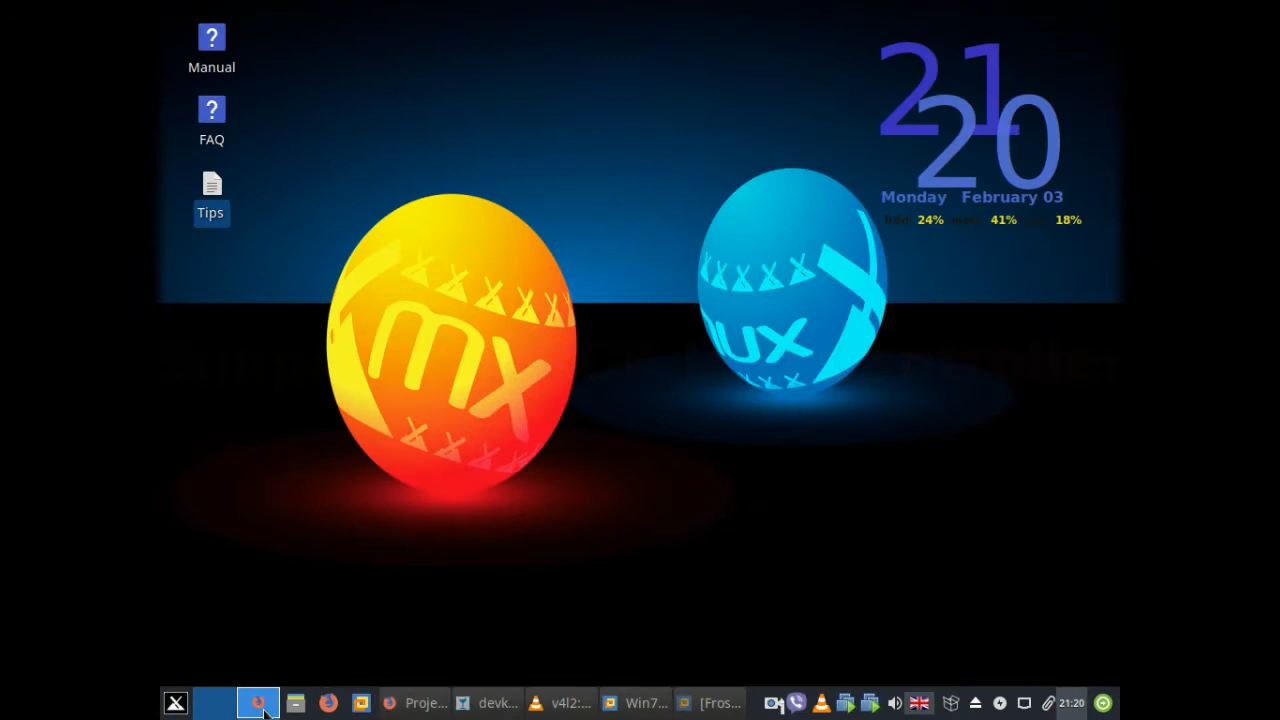 Manual
FAQ
Tips
21
20
Monday February 03
24% 41% 18%
mx
nux
Proje...
devk...
v4l2:...
Win7...
[Fros...
21:20